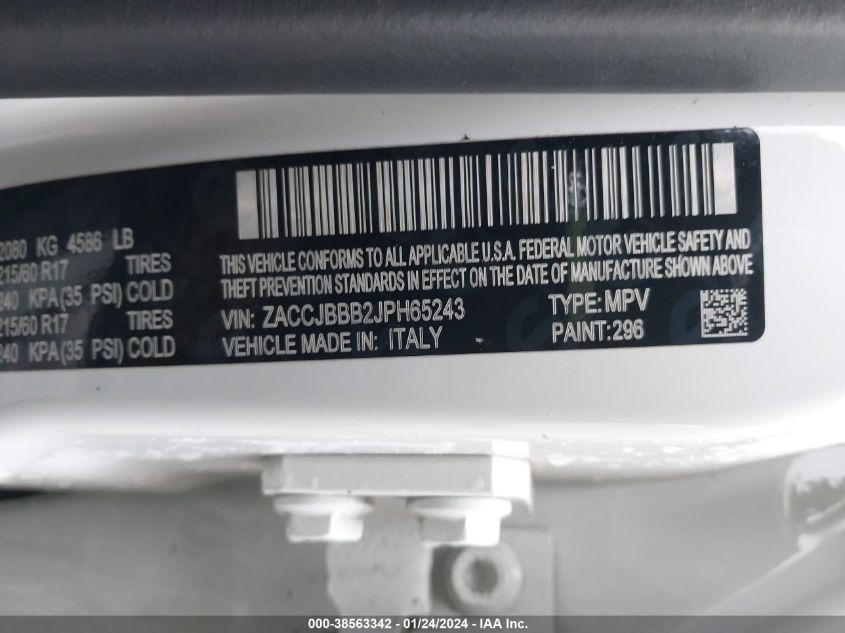 2080 KG 4586 LB
215/60 R17 TIRES
240 KPA(35 PSI) COLD
215/60 R17 TIRES
240 KPA(35 PSI) COLD
THIS VEHICLE CONFORMS TO ALL APPLICABLE U.S.A. FEDERAL MOTOR VEHICLE SAFETY AND
THEFT PREVENTION STANDARDS IN EFFECT ON THE DATE OF MANUFACTURE SHOWN ABOVE
VIN: ZACCJBBB2JPH65243 TYPE: MPV
VEHICLE MADE IN: ITALY PAINT:296
000-38563342 - 01/24/2024 - IAA Inc.